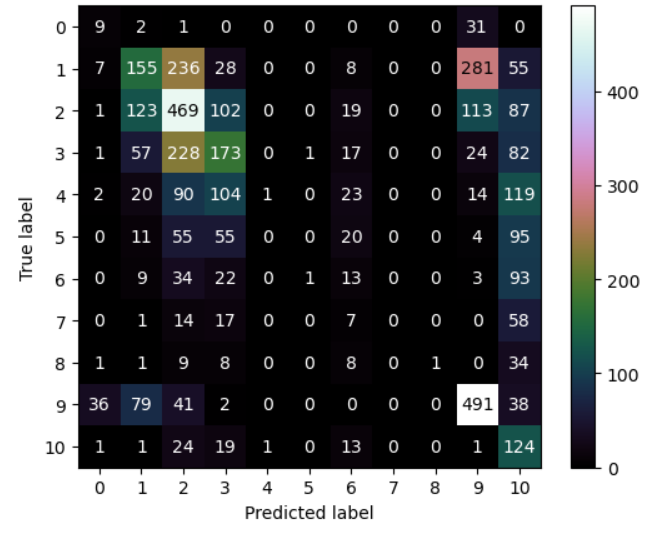 0 9 2 1 0 0 0 0 0 0 31 0
1 7 155 236 28 0 0 8 0 0 281 55
2 1 123 469 102 0 0 19 0 0 113 87
3 1 57 228 173 0 1 17 0 0 24 82
4 2 20 90 104 1 0 23 0 0 14 119
5 0 11 55 55 0 0 20 0 0 4 95
6 0 9 34 22 0 1 13 0 0 3 93
7 0 1 14 17 0 0 7 0 0 0 58
8 1 1 9 8 0 0 8 0 1 0 34
9 36 79 41 2 0 0 0 0 0 491 38
10 1 1 24 19 1 0 13 0 0 1 124
0 1 2 3 4 5 6 7 8 9 10
Predicted label
True label
400
300
200
100
0